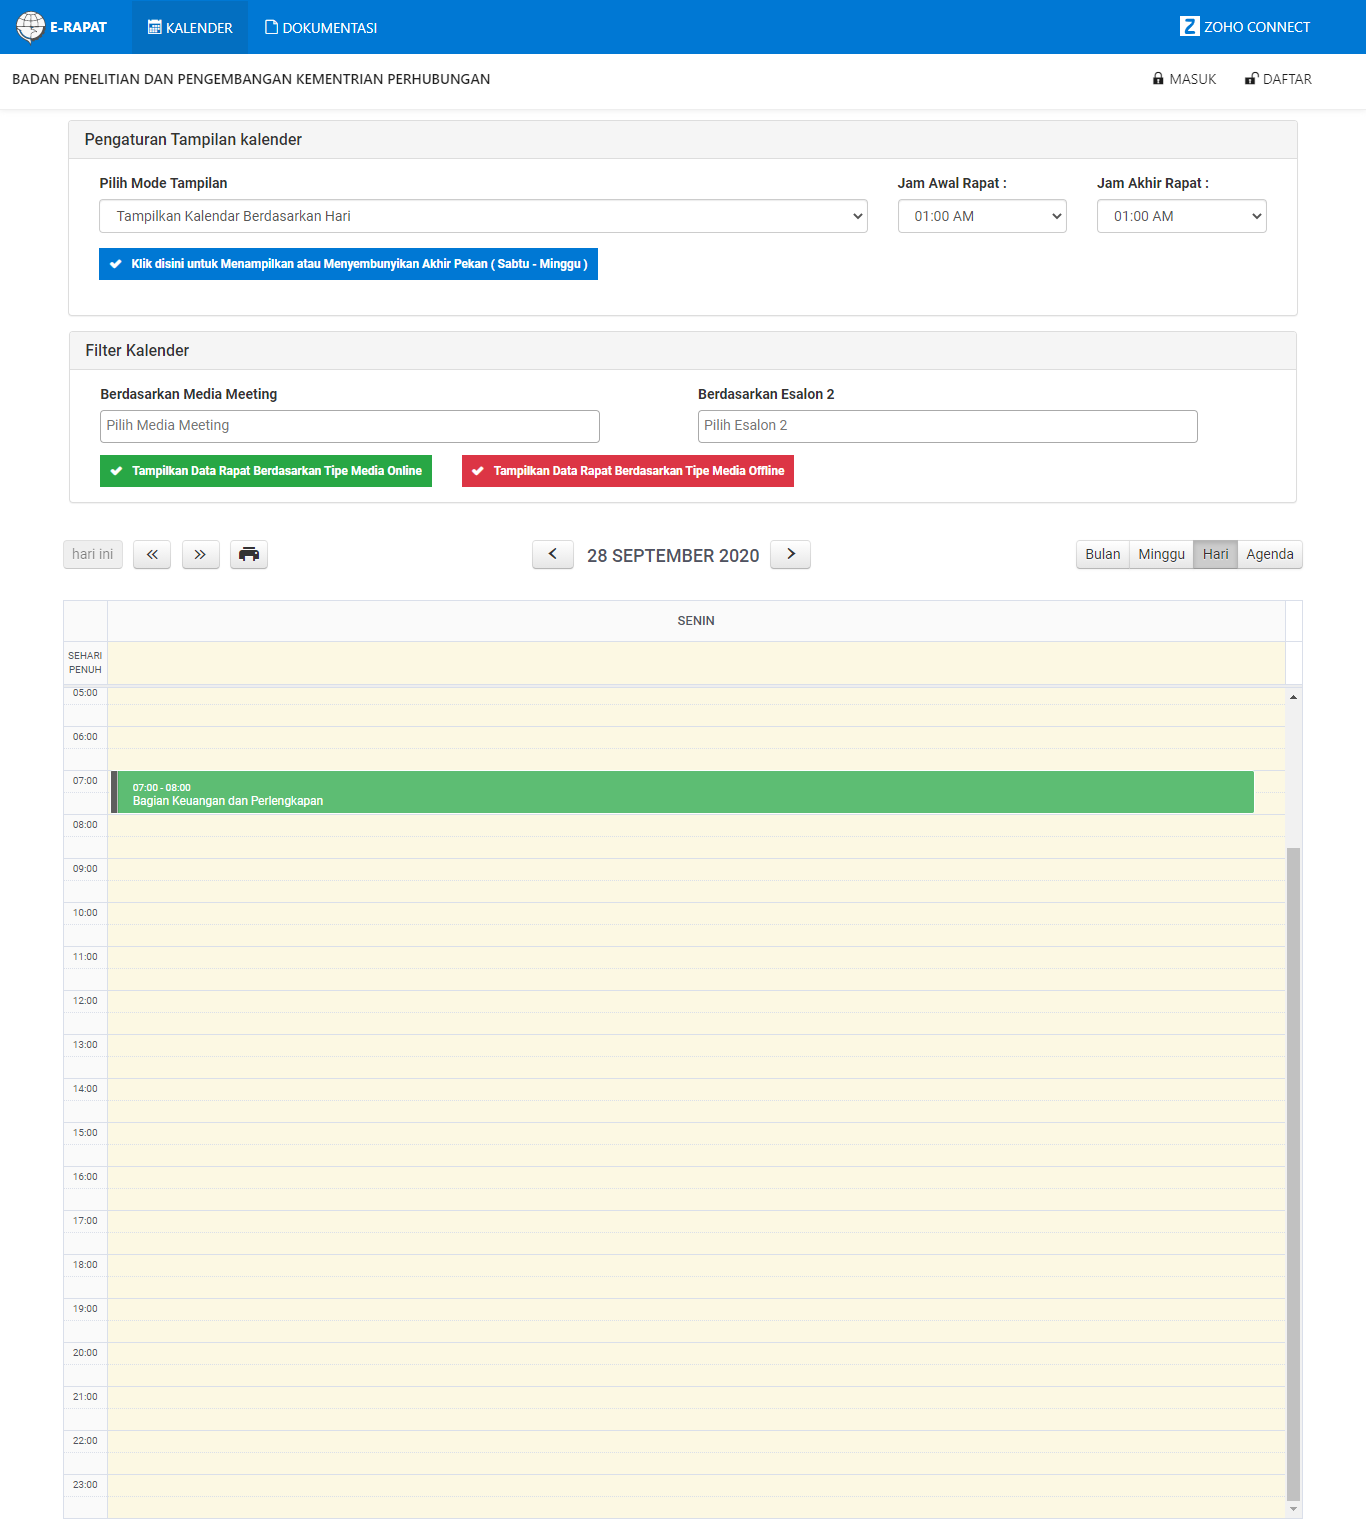 E-RAPAT
KALENDER
DOKUMENTASI
Z ZOHO CONNECT
BADAN PENELITIAN DAN PENGEMBANGAN KEMENTRIAN PERHUBUNGAN
MASUK
DAFTAR
Pengaturan Tampilan kalender
Pilih Mode Tampilan
Jam Awal Rapat :
Jam Akhir Rapat :
Tampilkan Kalendar Berdasarkan Hari
01:00 AM
01:00 AM
Klik disini untuk Menampilkan atau Menyembunyikan Akhir Pekan ( Sabtu - Minggu )
Filter Kalender
Berdasarkan Media Meeting
Berdasarkan Esalon 2
Pilih Media Meeting
Pilih Esalon 2
Tampilkan Data Rapat Berdasarkan Tipe Media Online
Tampilkan Data Rapat Berdasarkan Tipe Media Offline
hari ini
28 SEPTEMBER 2020
Bulan
Minggu
Hari
Agenda
SENIN
SEHARI
PENUH
05:00
06:00
07:00
07:00 - 08:00
Bagian Keuangan dan Perlengkapan
08:00
09:00
10:00
11:00
12:00
13:00
14:00
15:00
16:00
17:00
18:00
19:00
20:00
21:00
22:00
23:00